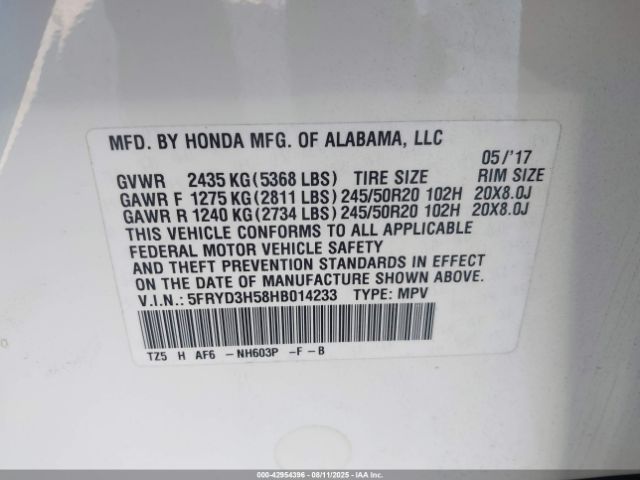 MFD. BY HONDA MFG. OF ALABAMA, LLC
05/'17
GVWR 2435 KG(5368 LBS) TIRE SIZE RIM SIZE
GAWR F 1275 KG(2811 LBS) 245/50R20 102H 20X8.0J
GAWR R 1240 KG(2734 LBS) 245/50R20 102H 20X8.0J
THIS VEHICLE CONFORMS TO ALL APPLICABLE
FEDERAL MOTOR VEHICLE SAFETY
AND THEFT PREVENTION STANDARDS IN EFFECT
ON THE DATE OF MANUFACTURE SHOWN ABOVE.
V.I.N.: 5FRYD3H58HB014233 TYPE: MPV
TZ5 H AF6 -NH603P -F-B
000-42954396 - 08/11/2025 - IAAI.COM